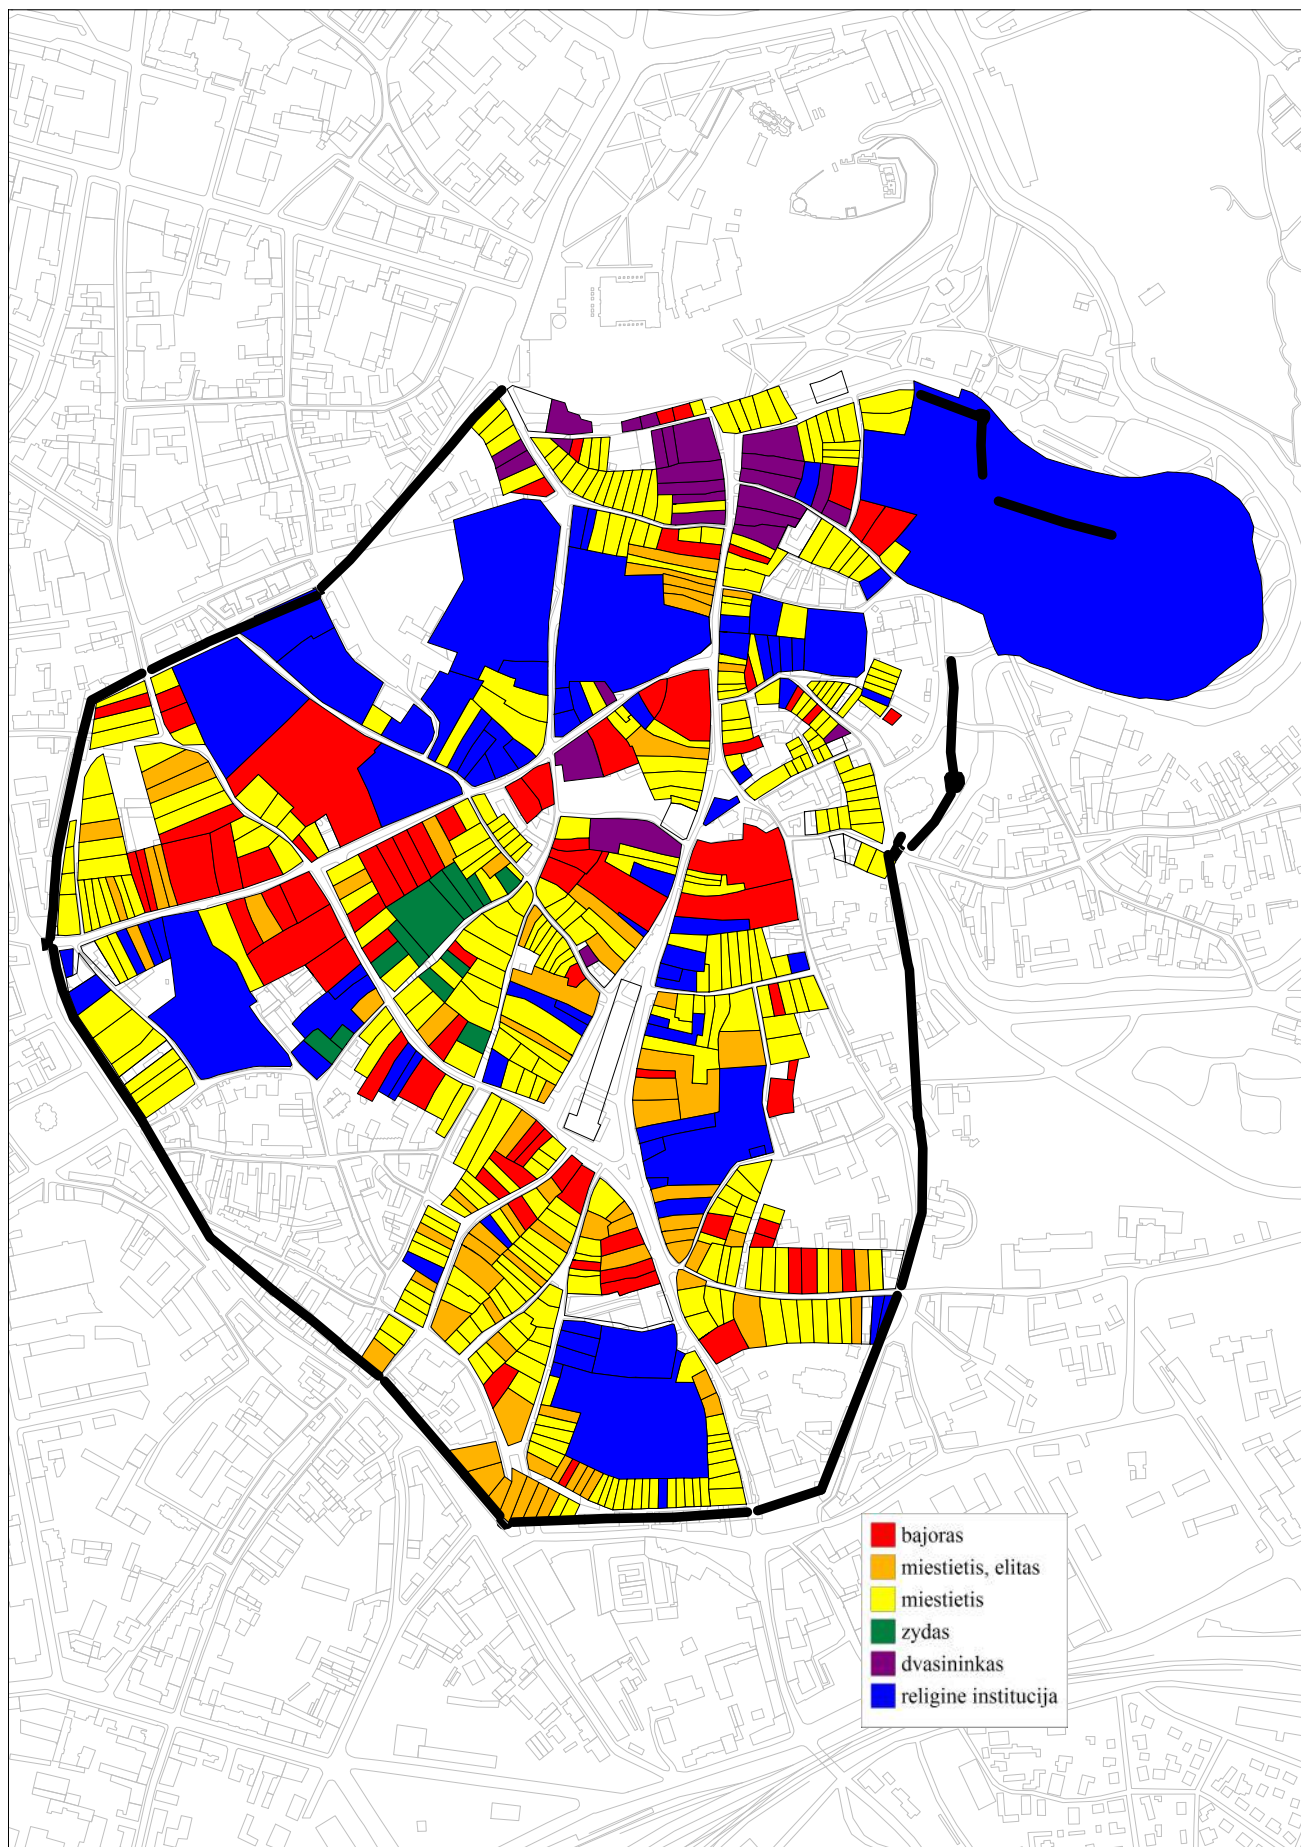 bajoras
miestietis, elitas
miestietis
zydas
dvasininkas
religine institucija